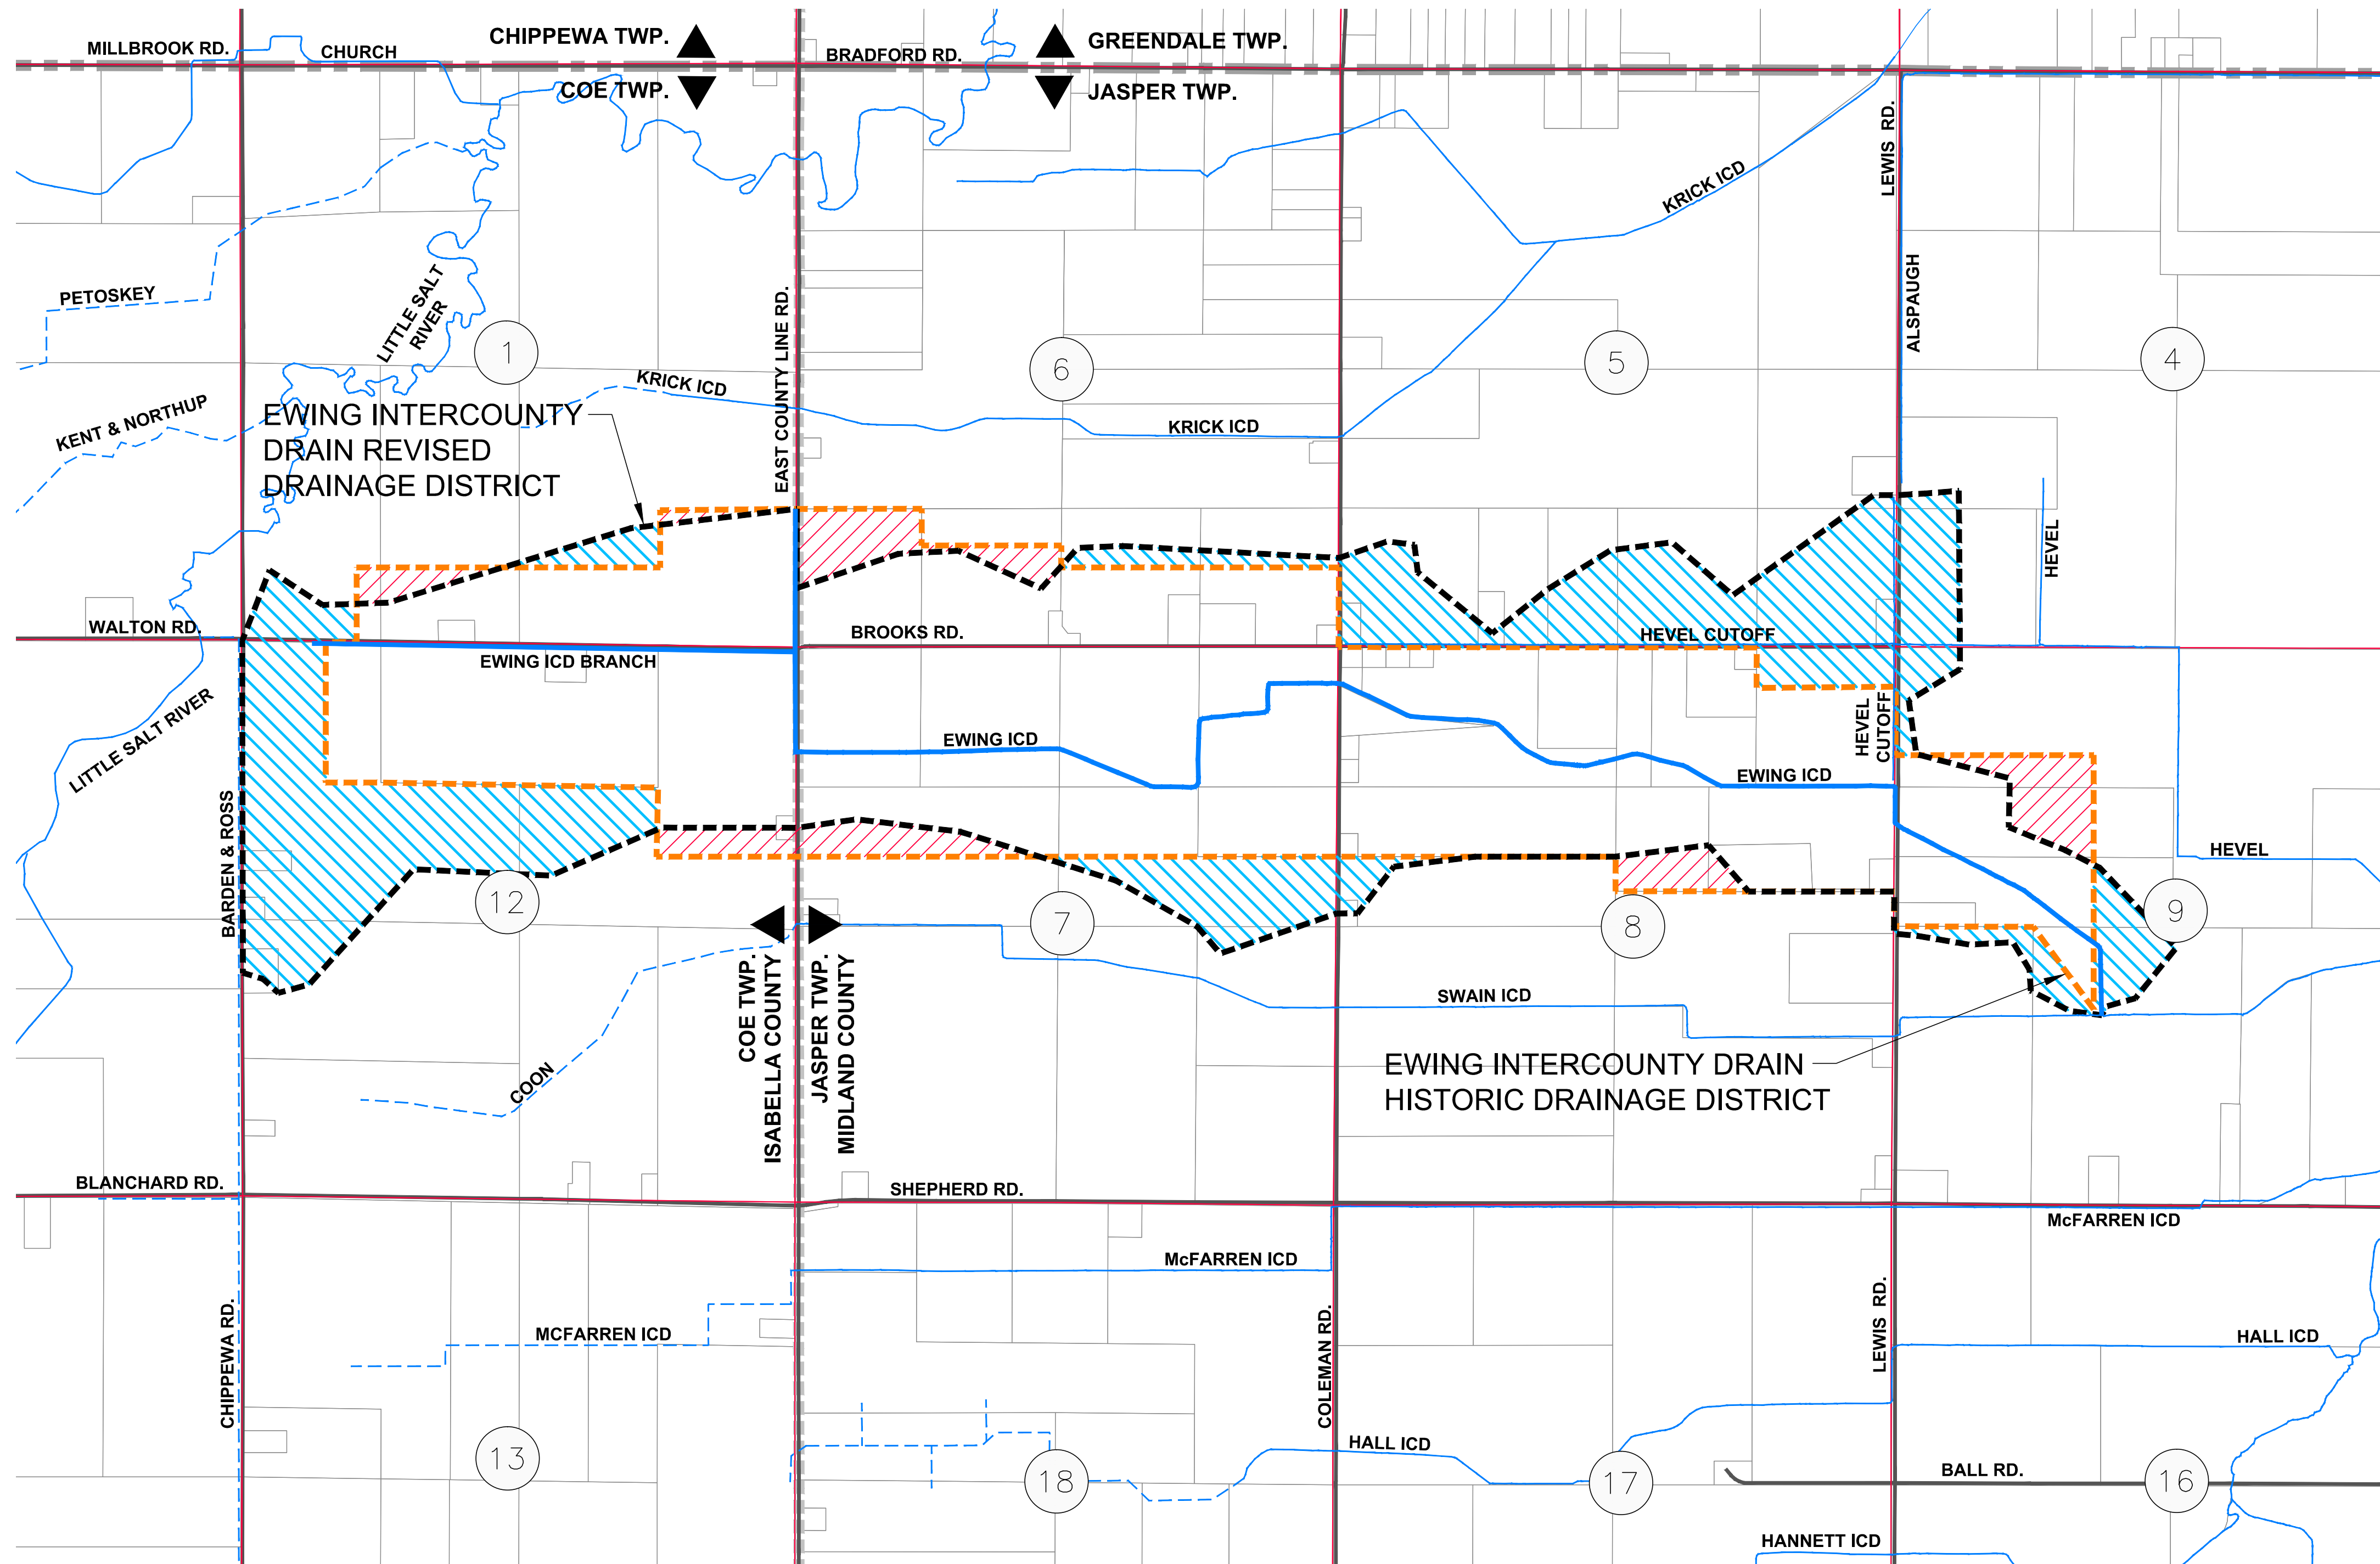 MILLBROOK RD.
CHURCH
CHIPPEWA TWP.
COE TWP.
BRADFORD RD.
GREENDALE TWP.
JASPER TWP.
LEWIS RD.
KRICK ICD
PETOSKEY
LITTLE SALT
RIVER
EAST COUNTY LINE RD.
ALSPAUGH
1
6
5
4
KENT & NORTHUP
KRICK ICD
KRICK ICD
EWING INTERCOUNTY
DRAIN REVISED
DRAINAGE DISTRICT
HEVEL
WALTON RD.
BROOKS RD.
HEVEL CUTOFF
EWING ICD BRANCH
LITTLE SALT RIVER
EWING ICD
HEVEL
CUTOFF
EWING ICD
BARDEN & ROSS
HEVEL
12
7
8
9
COE TWP.
ISABELLA COUNTY
JASPER TWP.
MIDLAND COUNTY
SWAIN ICD
COON
EWING INTERCOUNTY DRAIN
HISTORIC DRAINAGE DISTRICT
BLANCHARD RD.
SHEPHERD RD.
McFARREN ICD
McFARREN ICD
CHIPPEWA RD.
MCFARREN ICD
COLEMAN RD.
LEWIS RD.
HALL ICD
HALL ICD
BALL RD.
13
18
17
16
HANNETT ICD